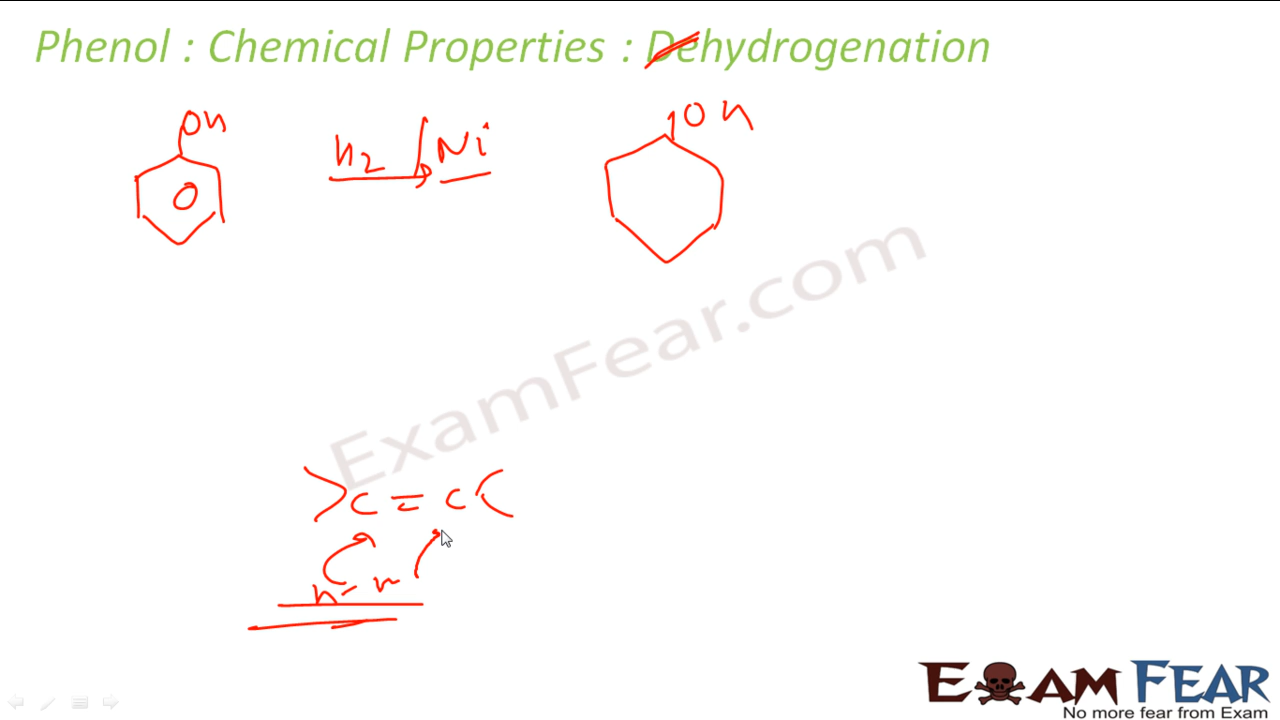 Phenol : Chemical Properties : Dehydrogenation
OH
H2 / Ni
OH
ExamFear.com
>C = C<
H - H
EXAM FEAR
No more fear from Exam